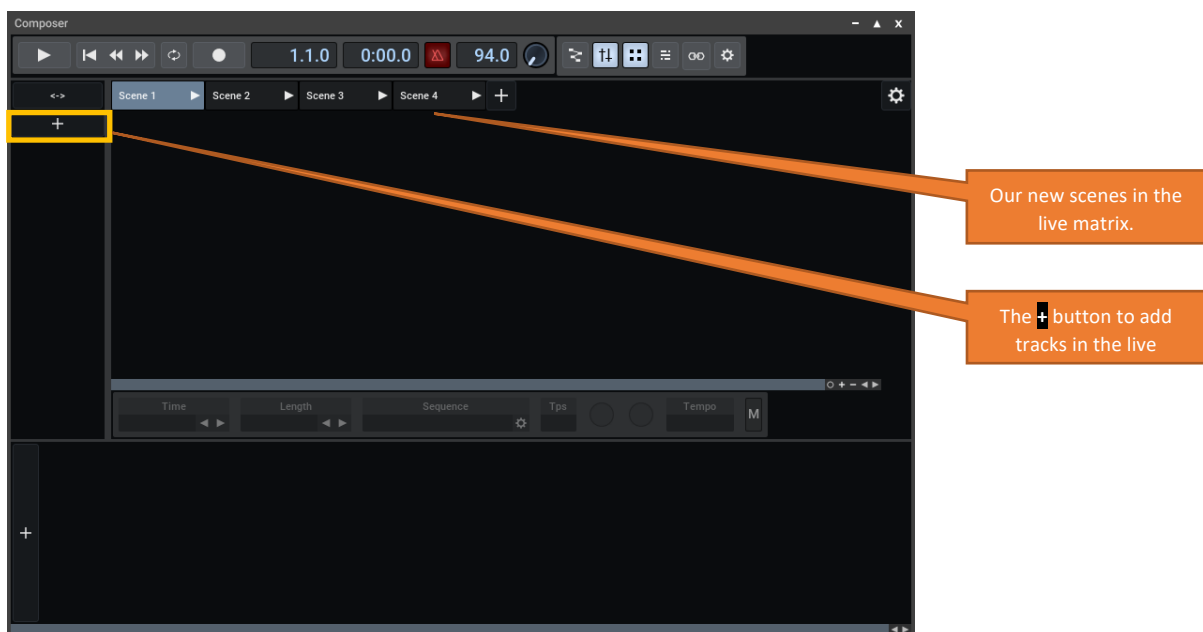 Composer
1.1.0 0:00.0 94.0
<-> Scene 1 Scene 2 Scene 3 Scene 4 +
+
Our new scenes in the
live matrix.
The + button to add
tracks in the live
Time Length Sequence Tps Tempo
M
+